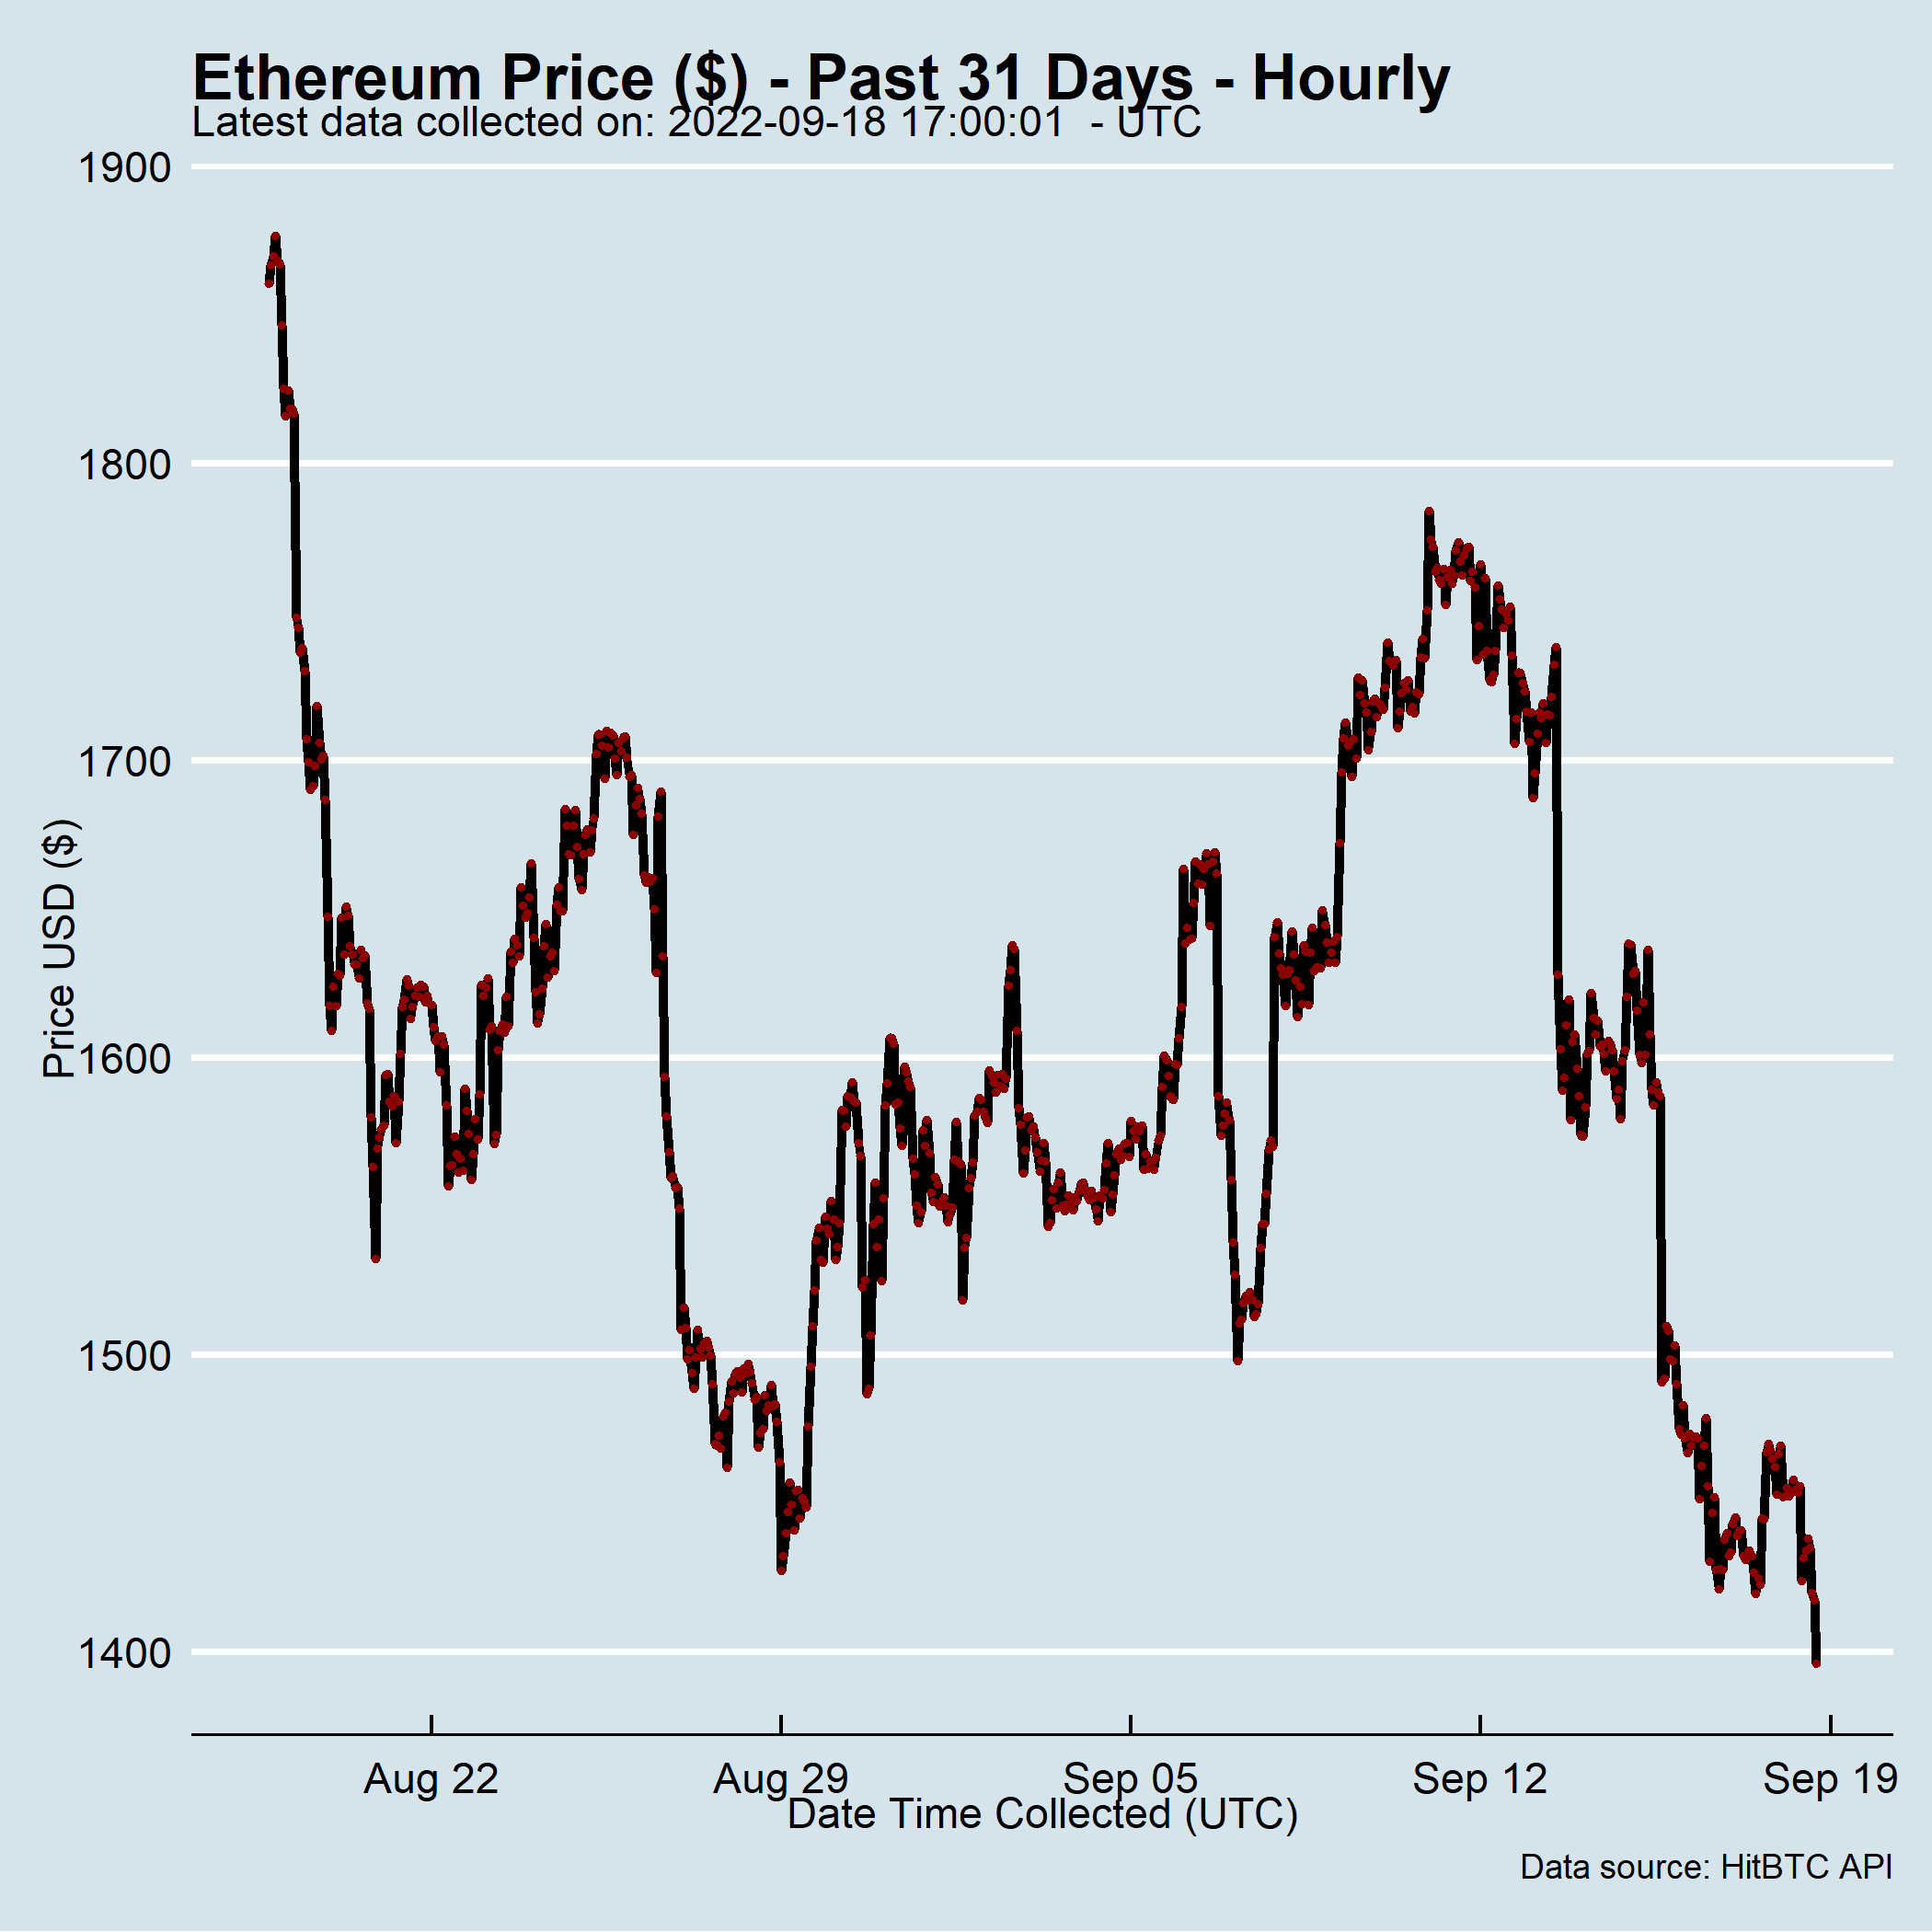 Ethereum Price ($) - Past 31 Days - Hourly
Latest data collected on: 2022-09-18 17:00:01  - UTC
1900
1800
1700
1600
1500
1400
Price USD ($)
Aug 22
Aug 29
Sep 05
Sep 12
Sep 19
Date Time Collected (UTC)
Data source: HitBTC API